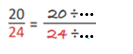 20/24 = 20 ÷ ... / 24 ÷ ...